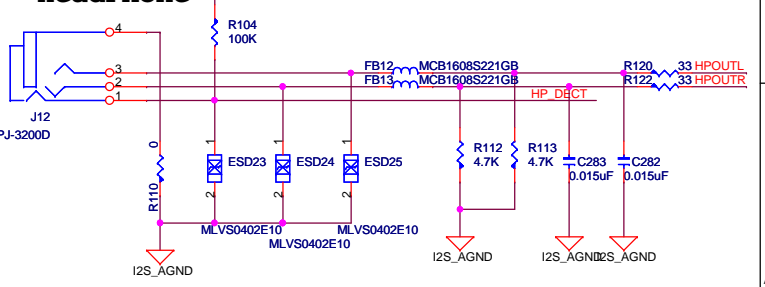 headPhone
R104
100K
4
3
2
1
J12
PJ-3200D
FB12
MCB1608S221GB
FB13
MCB1608S221GB
R120
33
HPOUTL
R122
33
HPOUTR
HP_DECT
R110
0
1
ESD23
2
1
ESD24
2
1
ESD25
2
MLVS0402E10
MLVS0402E10
MLVS0402E10
R112
4.7K
R113
4.7K
C283
0.015uF
C282
0.015uF
I2S_AGND
I2S_AGND
I2S_AGND
I2S_AGND